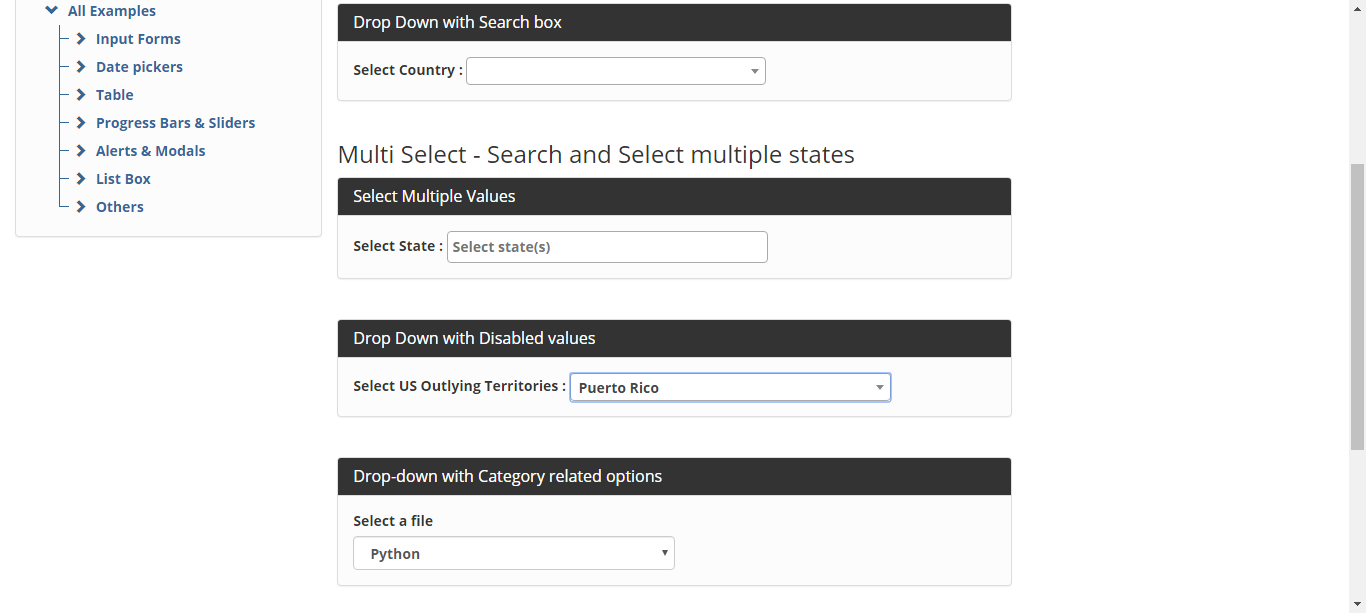 All Examples
Input Forms
Date pickers
Table
Progress Bars & Sliders
Alerts & Modals
List Box
Others
Drop Down with Search box
Select Country :
Multi Select - Search and Select multiple states
Select Multiple Values
Select State : Select state(s)
Drop Down with Disabled values
Select US Outlying Territories : Puerto Rico
Drop-down with Category related options
Select a file
Python